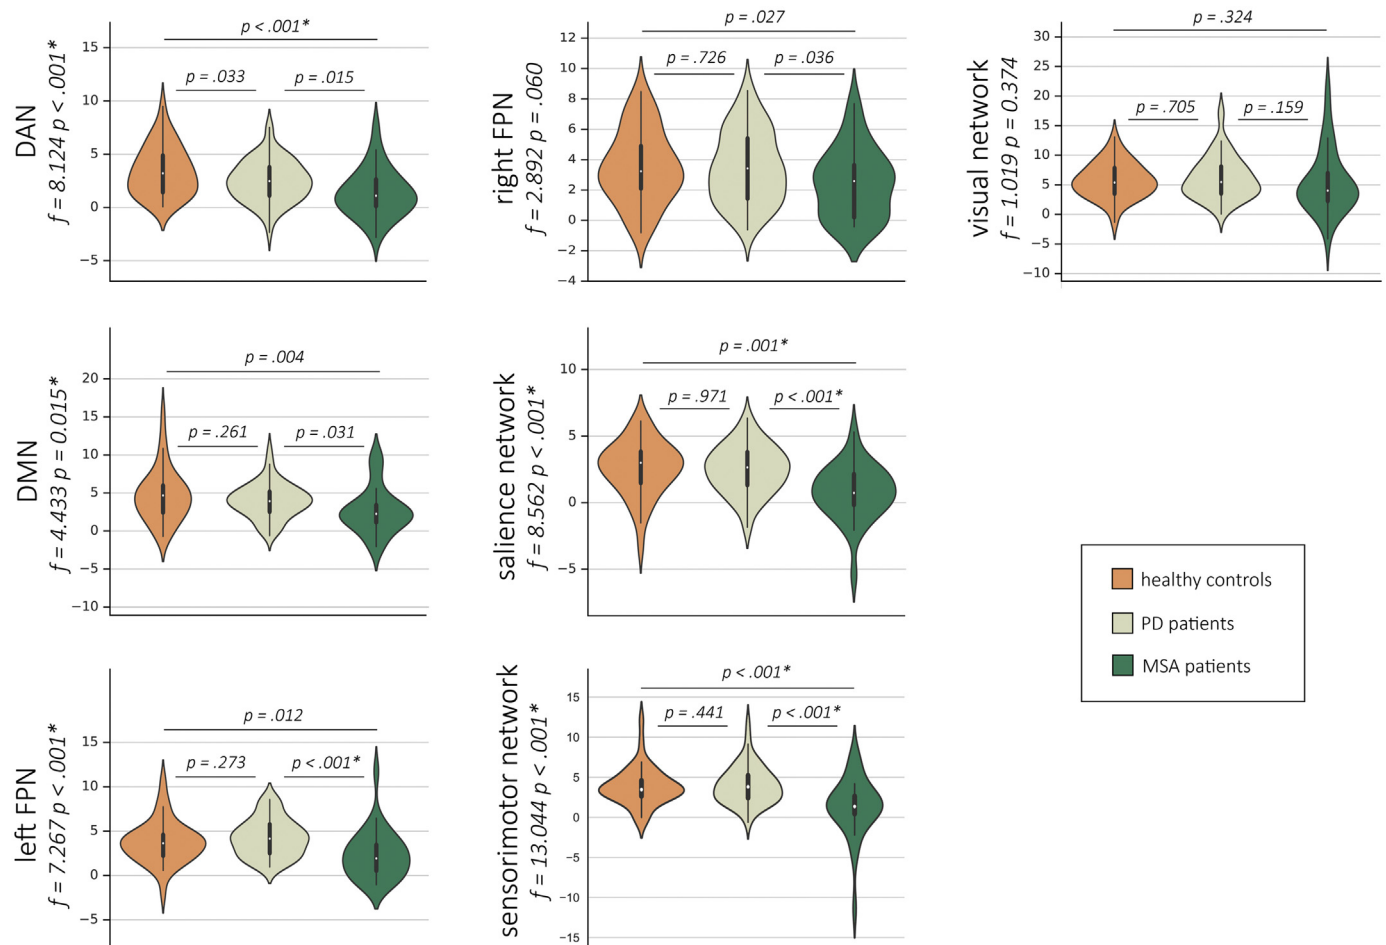 DAN
f = 8.124 p < .001*
15
10
5
0
−5
p < .001*
p = .033
p = .015
right FPN
f = 2.892 p = .060
12
10
8
6
4
2
0
−2
−4
p = .027
p = .726
p = .036
visual network
f = 1.019 p = 0.374
30
25
20
15
10
5
0
−5
−10
p = .324
p = .705
p = .159
DMN
f = 4.433 p = 0.015*
20
15
10
5
0
−5
−10
p = .004
p = .261
p = .031
salience network
f = 8.562 p < .001*
10
5
0
−5
p = .001*
p = .971
p < .001*
healthy controls
PD patients
MSA patients
left FPN
f = 7.267 p < .001*
15
10
5
0
−5
p = .012
p = .273
p < .001*
sensorimotor network
f = 13.044 p < .001*
15
10
5
0
−5
−10
−15
p < .001*
p = .441
p < .001*